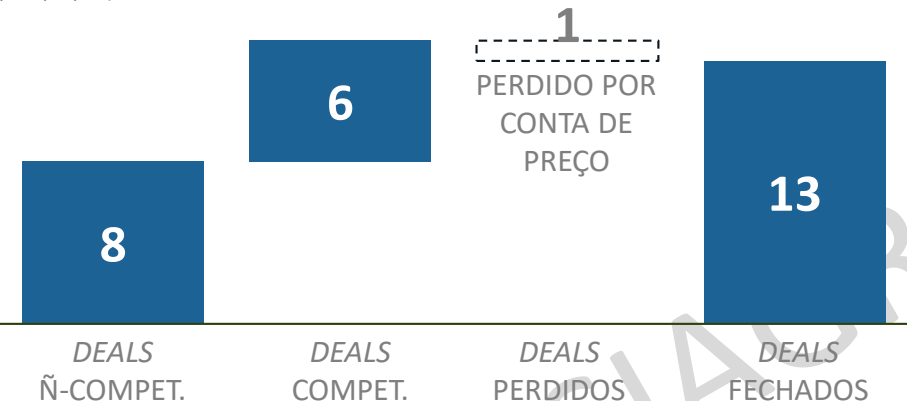 1
6
PERDIDO POR
CONTA DE
PREÇO
13
8
DEALS
Ñ-COMPET.
DEALS
COMPET.
DEALS
PERDIDOS
DEALS
FECHADOS